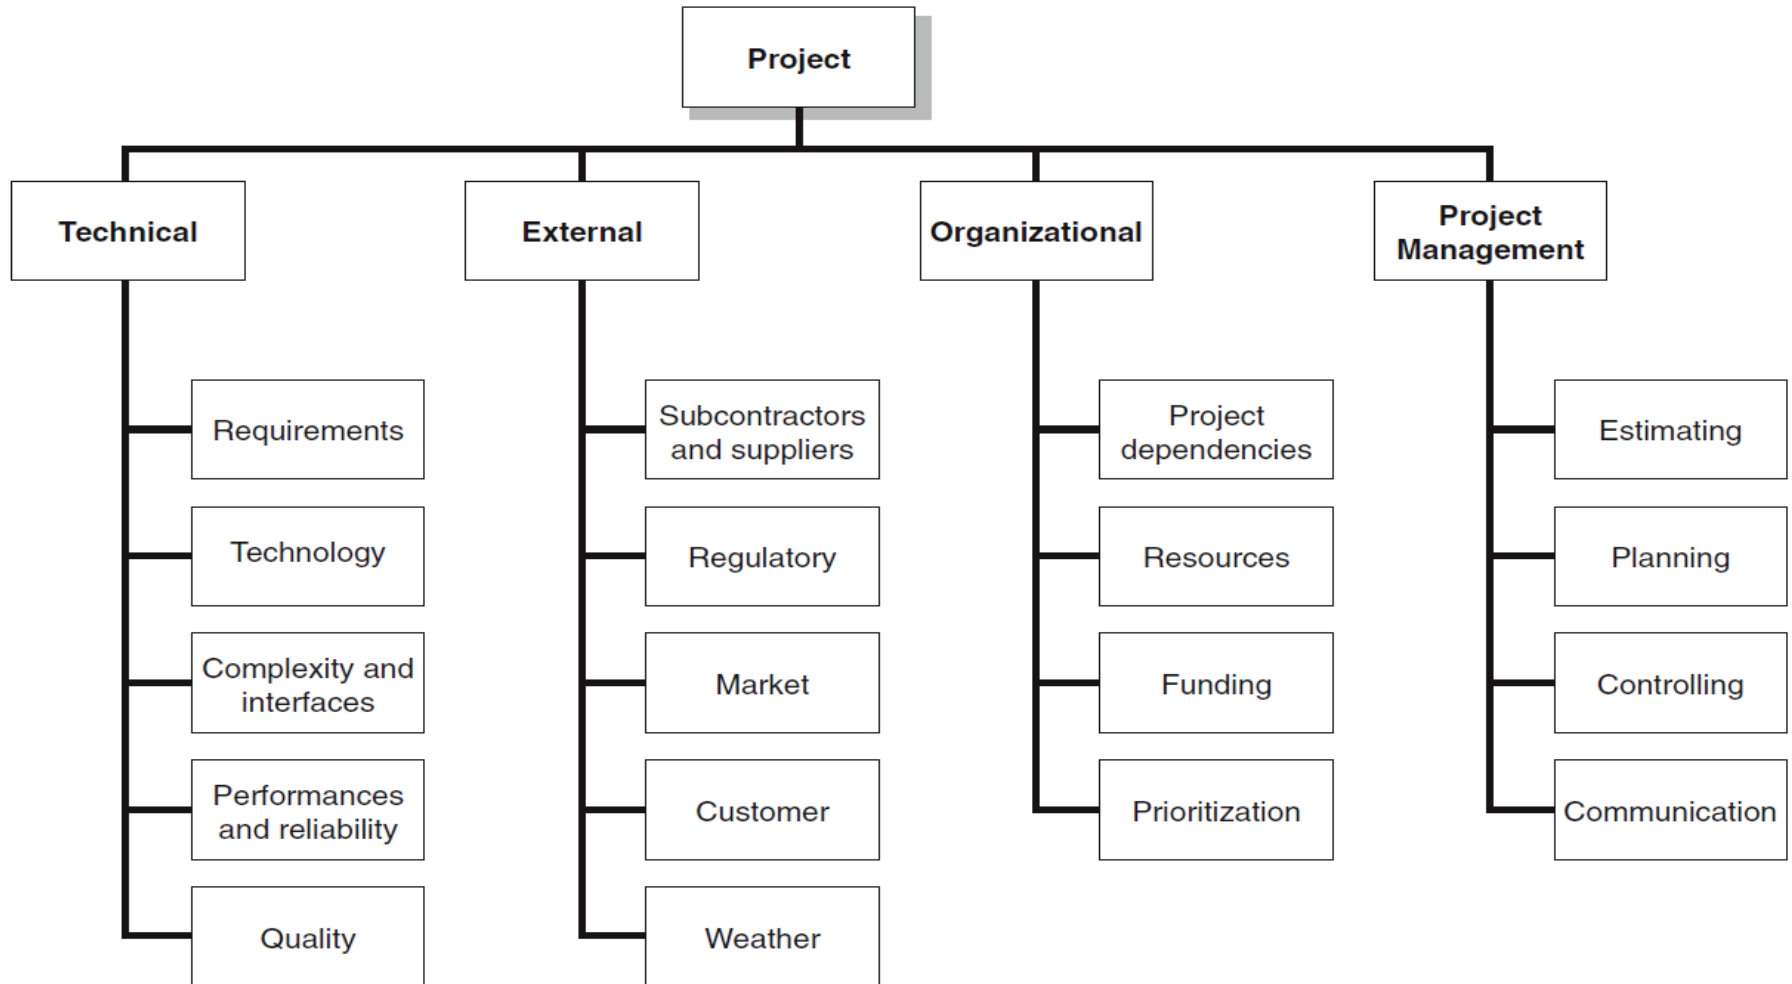 Project
Technical
External
Organizational
Project
Management
Requirements
Technology
Complexity and
interfaces
Performances
and reliability
Quality
Subcontractors
and suppliers
Regulatory
Market
Customer
Weather
Project
dependencies
Resources
Funding
Prioritization
Estimating
Planning
Controlling
Communication